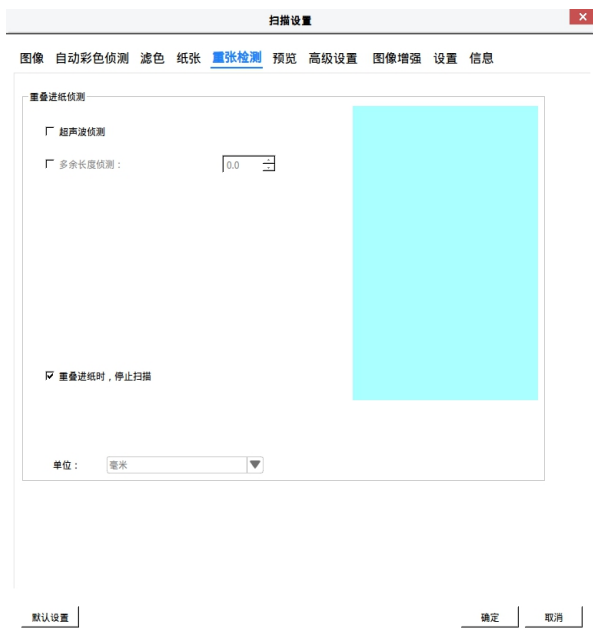 扫描设置
图像 自动彩色侦测 滤色 纸张 重张检测 预览 高级设置 图像增强 设置 信息
重叠进纸侦测
超声波侦测
多余长度侦测： 0.0
重叠进纸时，停止扫描
单位： 毫米
默认设置 确定 取消